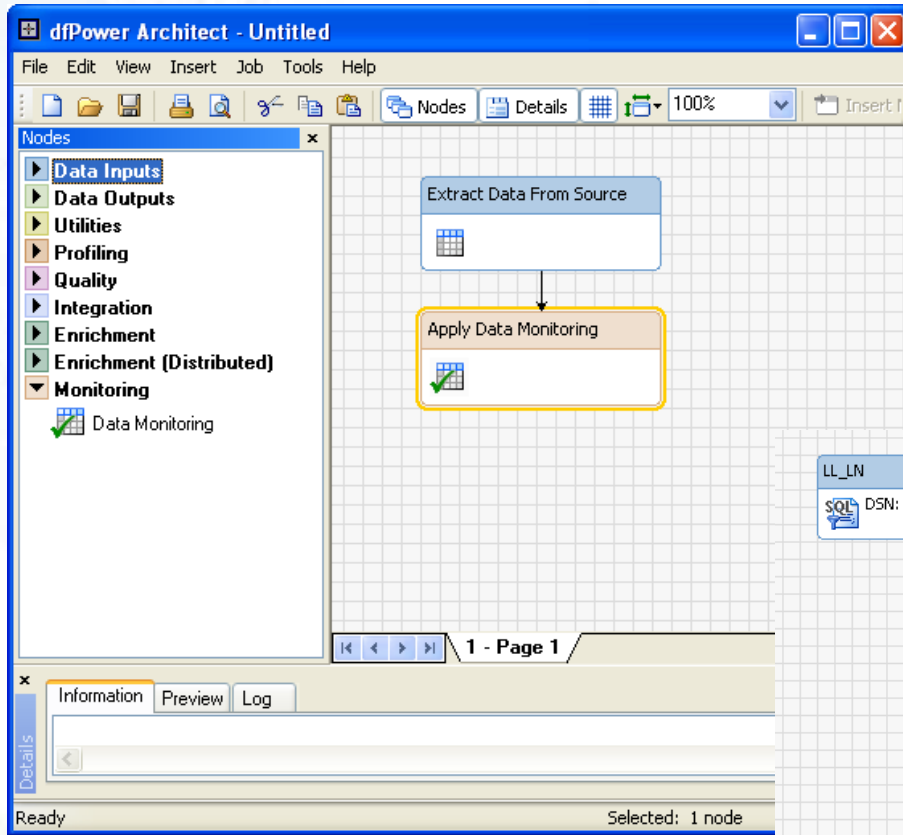 dfPower Architect - Untitled
File Edit View Insert Job Tools Help
Nodes Details 100% Insert
Nodes
Data Inputs
Data Outputs
Utilities
Profiling
Quality
Integration
Enrichment
Enrichment (Distributed)
Monitoring
Data Monitoring
Extract Data From Source
Apply Data Monitoring
LL_LN
SQL DSN:
1 - Page 1
Information Preview Log
Details
Ready Selected: 1 node